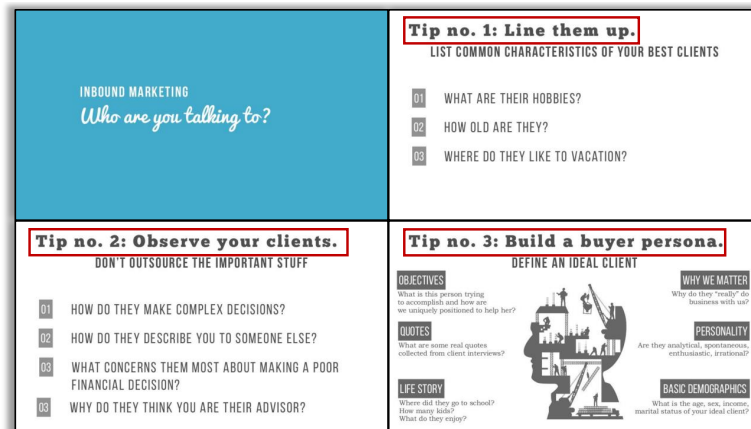 INBOUND MARKETING
Who are you talking to?
Tip no. 1: Line them up.
LIST COMMON CHARACTERISTICS OF YOUR BEST CLIENTS
01 WHAT ARE THEIR HOBBIES?
02 HOW OLD ARE THEY?
03 WHERE DO THEY LIKE TO VACATION?
Tip no. 2: Observe your clients.
DON'T OUTSOURCE THE IMPORTANT STUFF
01 HOW DO THEY MAKE COMPLEX DECISIONS?
02 HOW DO THEY DESCRIBE YOU TO SOMEONE ELSE?
03 WHAT CONCERNS THEM MOST ABOUT MAKING A POOR
FINANCIAL DECISION?
03 WHY DO THEY THINK YOU ARE THEIR ADVISOR?
Tip no. 3: Build a buyer persona.
DEFINE AN IDEAL CLIENT
OBJECTIVES
What is this person trying
to accomplish and how are
we uniquely positioned to help her?
QUOTES
What are some real quotes
collected from client interviews?
LIFE STORY
Where did they go to school?
How many kids?
What do they enjoy?
WHY WE MATTER
Why do they "really" do
business with us?
PERSONALITY
Are they analytical, spontaneous,
enthusiastic, irrational?
BASIC DEMOGRAPHICS
What is the age, sex, income,
marital status of your ideal client?